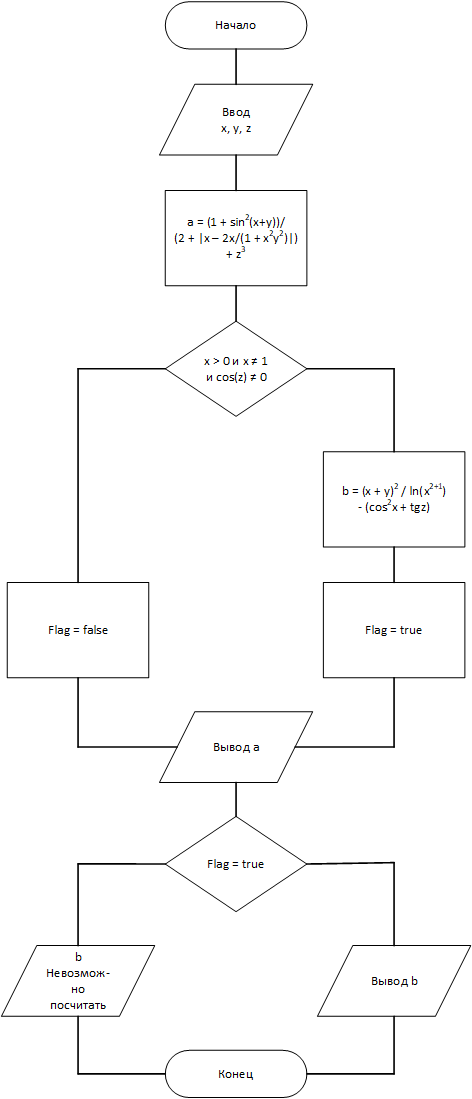 Начало
Ввод
x, y, z
a = (1 + sin²(x+y))/
(2 + |x – 2x/(1 + x²y²)|)
+ z³
x > 0 и x ≠ 1
и cos(z) ≠ 0
b = (x + y)² / ln(x²⁺¹)
- (cos²x + tgz)
Flag = false
Flag = true
Вывод a
Flag = true
b
Невозмож-
но
посчитать
Вывод b
Конец